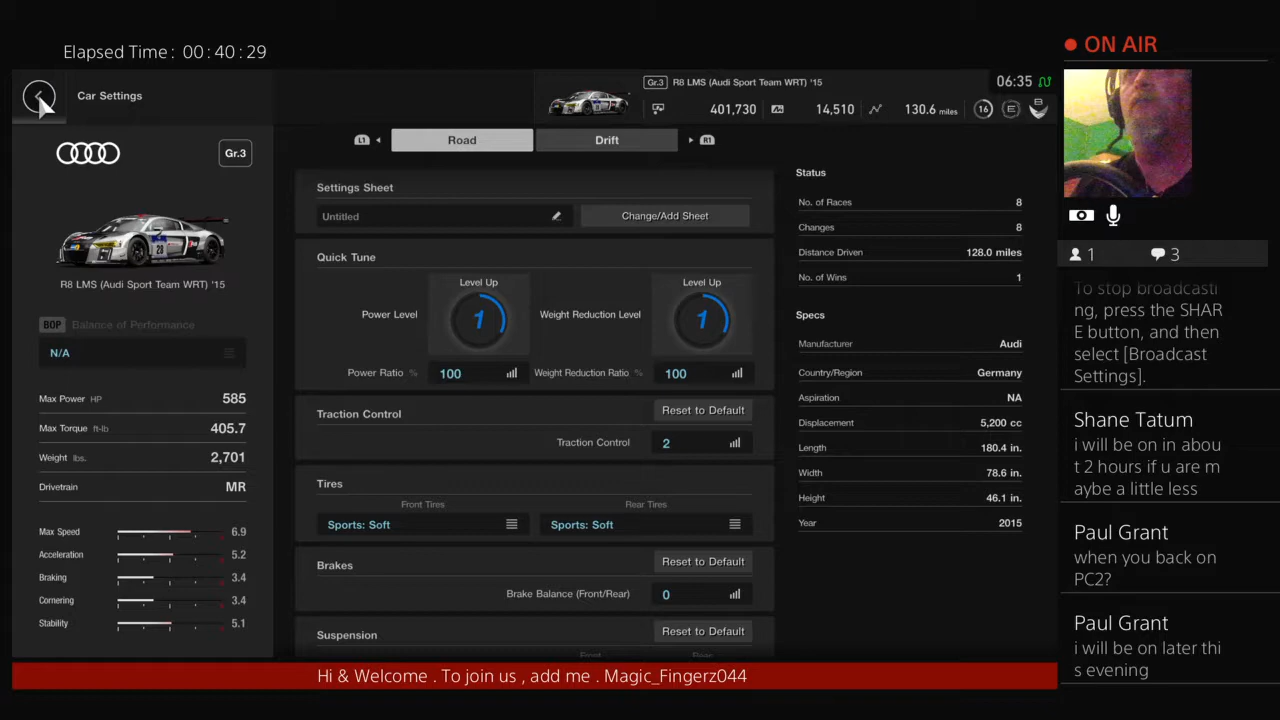 Elapsed Time : 00:40:29
ON AIR
Car Settings
Gr.3 R8 LMS (Audi Sport Team WRT) '15
06:35
401,730 14,510 130.6 miles 16 E B
L1 Road Drift R1
Gr.3
28
R8 LMS (Audi Sport Team WRT) '15
BOP Balance of Performance
N/A
Max Power HP 585
Max Torque ft-lb 405.7
Weight lbs. 2,701
Drivetrain MR
Max Speed 6.9
Acceleration 5.2
Braking 3.4
Cornering 3.4
Stability 5.1
Settings Sheet
Untitled Change/Add Sheet
Quick Tune
Level Up Level Up
Power Level 1 Weight Reduction Level 1
Power Ratio % 100 Weight Reduction Ratio % 100
Traction Control Reset to Default
Traction Control 2
Tires
Front Tires Rear Tires
Sports: Soft Sports: Soft
Brakes Reset to Default
Brake Balance (Front/Rear) 0
Suspension Reset to Default
Front Rear
Status
No. of Races 8
Changes 8
Distance Driven 128.0 miles
No. of Wins 1
Specs
Manufacturer Audi
Country/Region Germany
Aspiration NA
Displacement 5,200 cc
Length 180.4 in.
Width 78.6 in.
Height 46.1 in.
Year 2015
1 3
To stop broadcasti
ng, press the SHAR
E button, and then
select [Broadcast
Settings].
Shane Tatum
i will be on in abou
t 2 hours if u are m
aybe a little less
Paul Grant
when you back on
PC2?
Paul Grant
i will be on later thi
s evening
Hi & Welcome . To join us , add me . Magic_Fingerz044